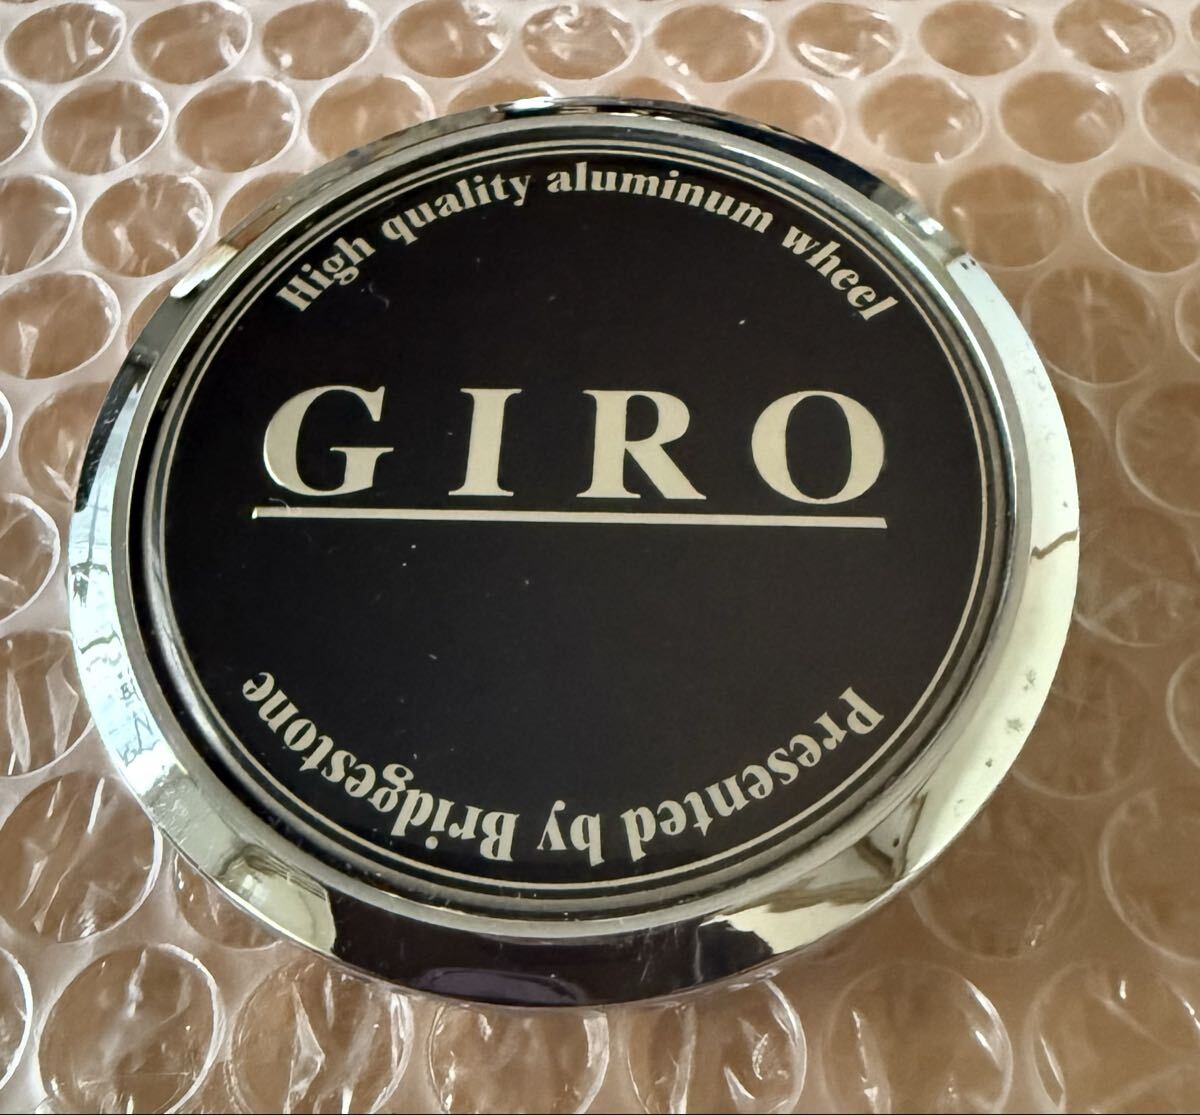 High quality aluminum wheel
GIRO
Presented by Bridgestone